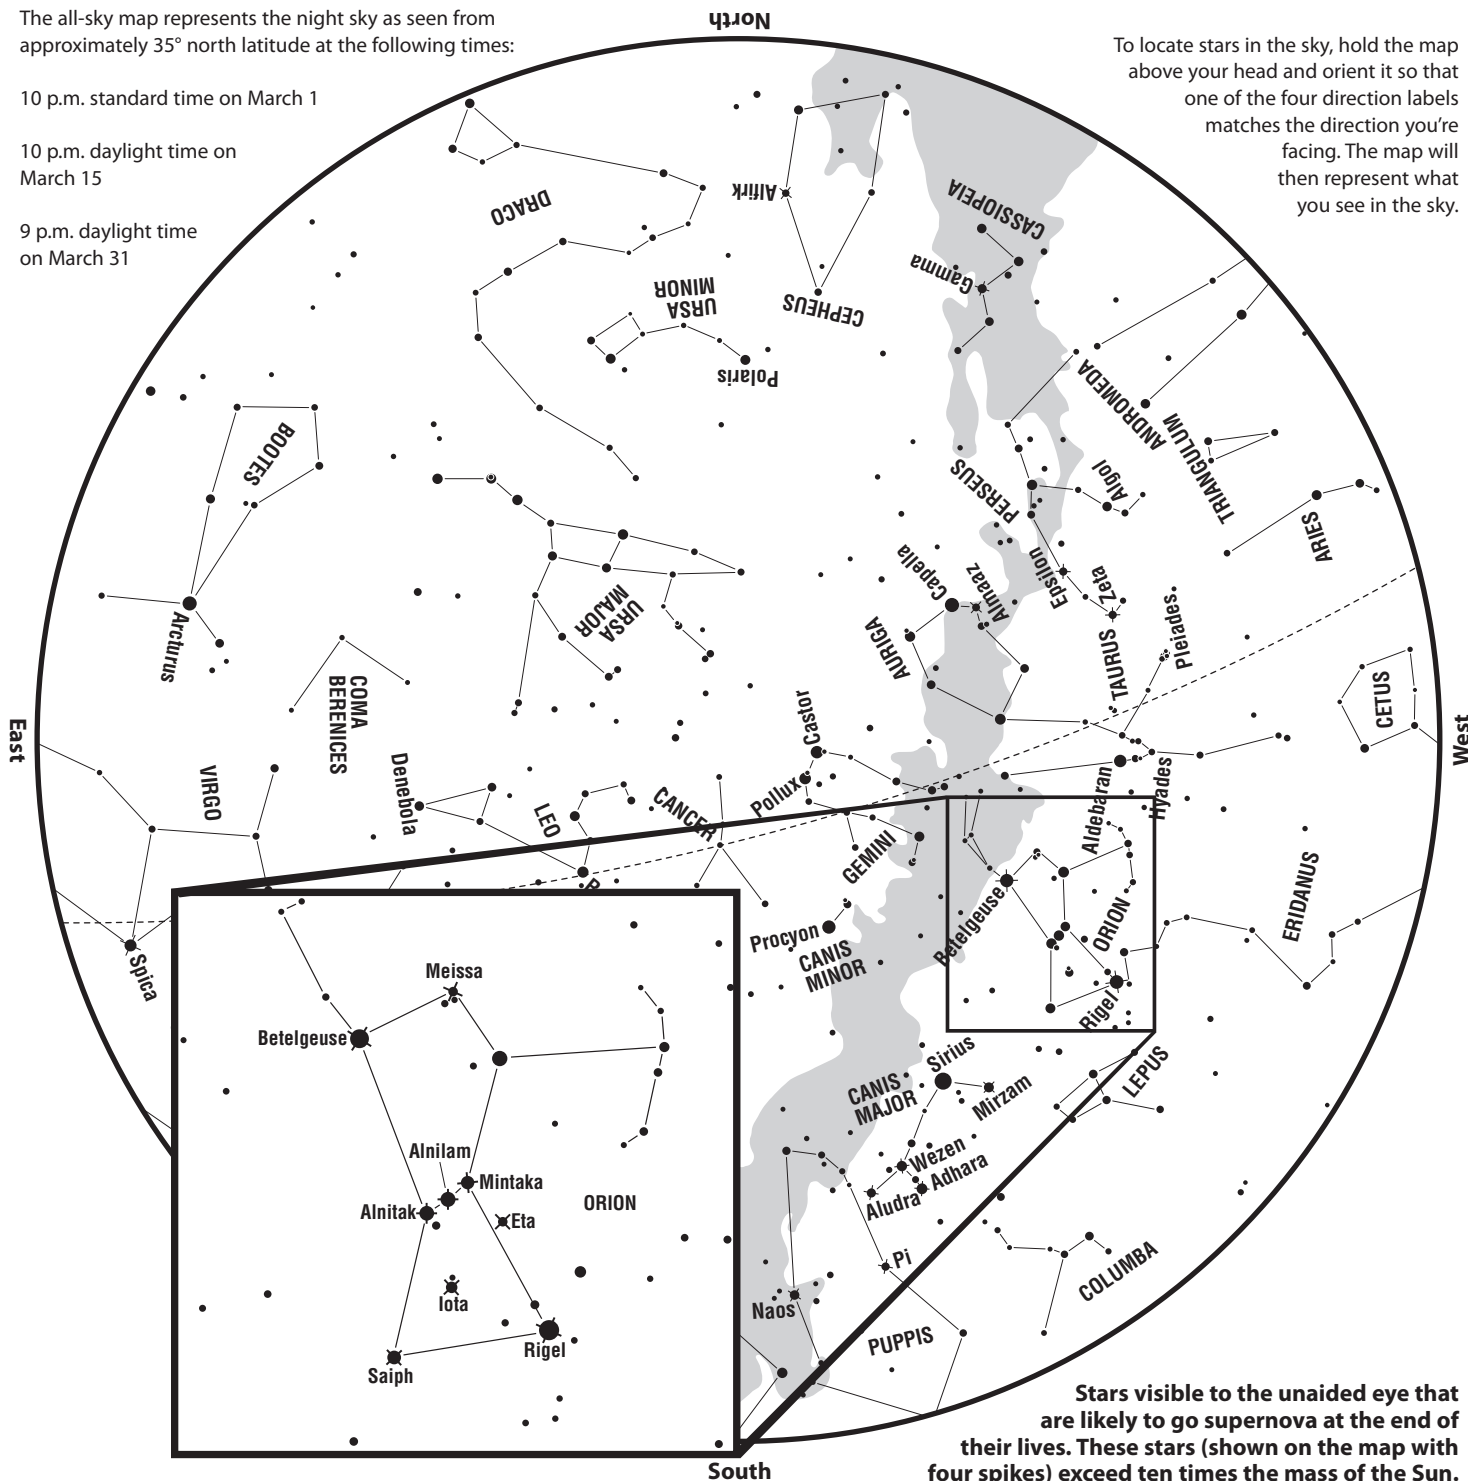 The all-sky map represents the night sky as seen from
approximately 35° north latitude at the following times:
10 p.m. standard time on March 1
10 p.m. daylight time on
March 15
9 p.m. daylight time
on March 31
To locate stars in the sky, hold the map
above your head and orient it so that
one of the four direction labels
matches the direction you're
facing. The map will
then represent what
you see in the sky.
North
DRACO
Alfirk
CASSIOPEIA
Gamma
URSA
MINOR
CEPHEUS
Polaris
ANDROMEDA
TRIANGULUM
BOOTES
PERSEUS
Algol
ARIES
Capella
Almaaz
Epsilon
Zeta
URSA
MAJOR
Arcturus
AURIGA
TAURUS
Pleiades.
COMA
BERENICES
CETUS
East
West
Castor
VIRGO
Denebola
LEO
CANCER
Pollux
Aldebaran
Hyades
GEMINI
R
Betelgeuse
ORION
ERIDANUS
Procyon
CANIS
MINOR
Spica
Rigel
Sirius
CANIS
MAJOR
Mirzam
LEPUS
Wezen
Adhara
Aludra
Pi
COLUMBA
Naos
PUPPIS
Meissa
Betelgeuse
Alnilam
Mintaka
Alnitak
Eta
ORION
Iota
Rigel
Saiph
South
Stars visible to the unaided eye that
are likely to go supernova at the end of
their lives. These stars (shown on the map with
four spikes) exceed ten times the mass of the Sun.